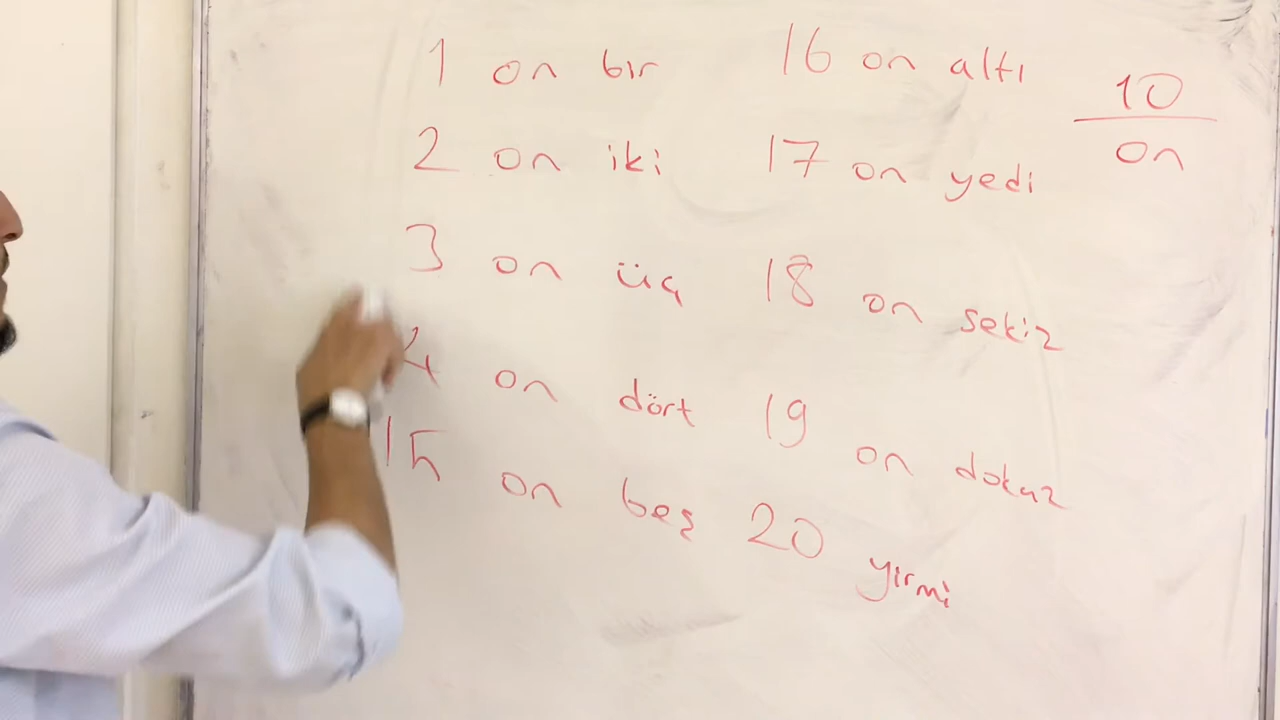 1 on bir
2 on iki
3 on üç
4 on dört
15 on beş
16 on altı
17 on yedi
18 on sekiz
19 on dokuz
20 yirmi
10
on